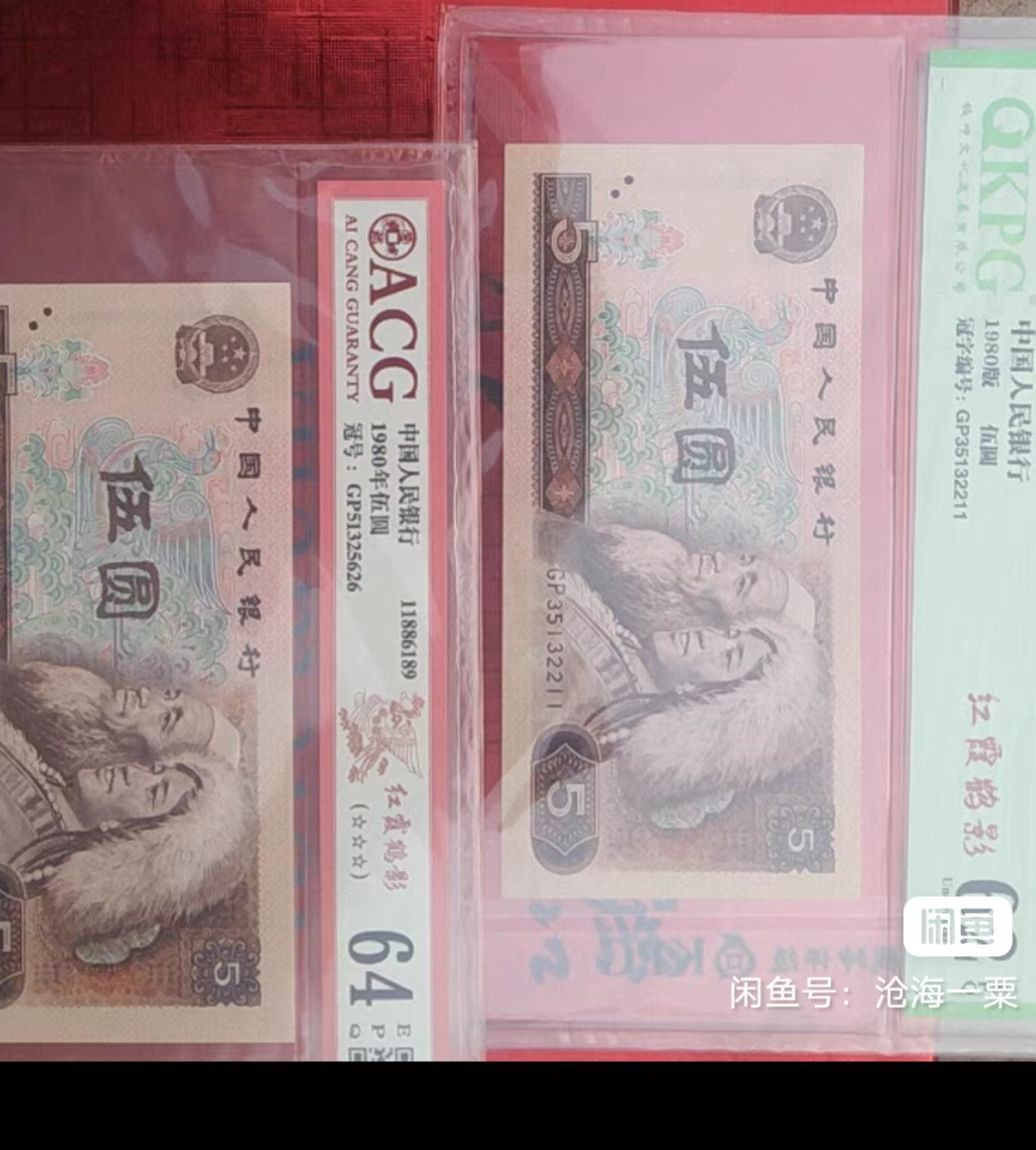 ACG
AI CANG GUARANTY
中国人民银行 11886189
1980年伍圆
冠号：GP51325626
红霞鹤影
(☆☆☆)
64
E
P
Q
中国人民银行
伍圆
5
中国人民银行
伍圆
5
GP35132211
5
5
QKPG
中国人民银行
1980版 伍圆
冠字编号：GP35132211
红霞鹤影
闲鱼
闲鱼号：沧海一粟